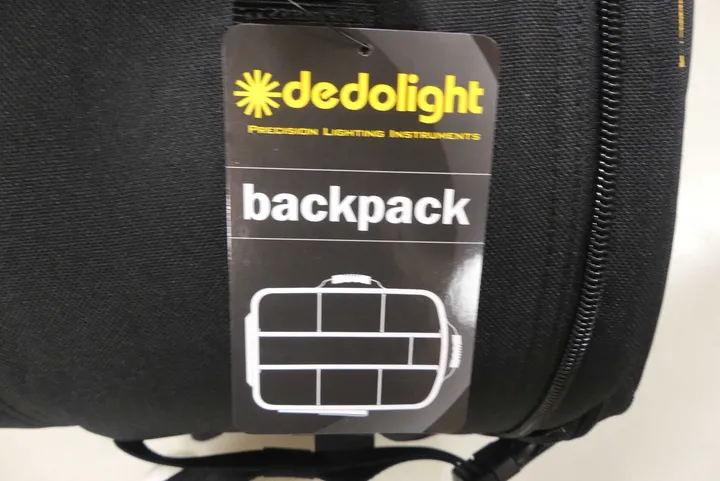 dedolight
PRECISION LIGHTING INSTRUMENTS
backpack